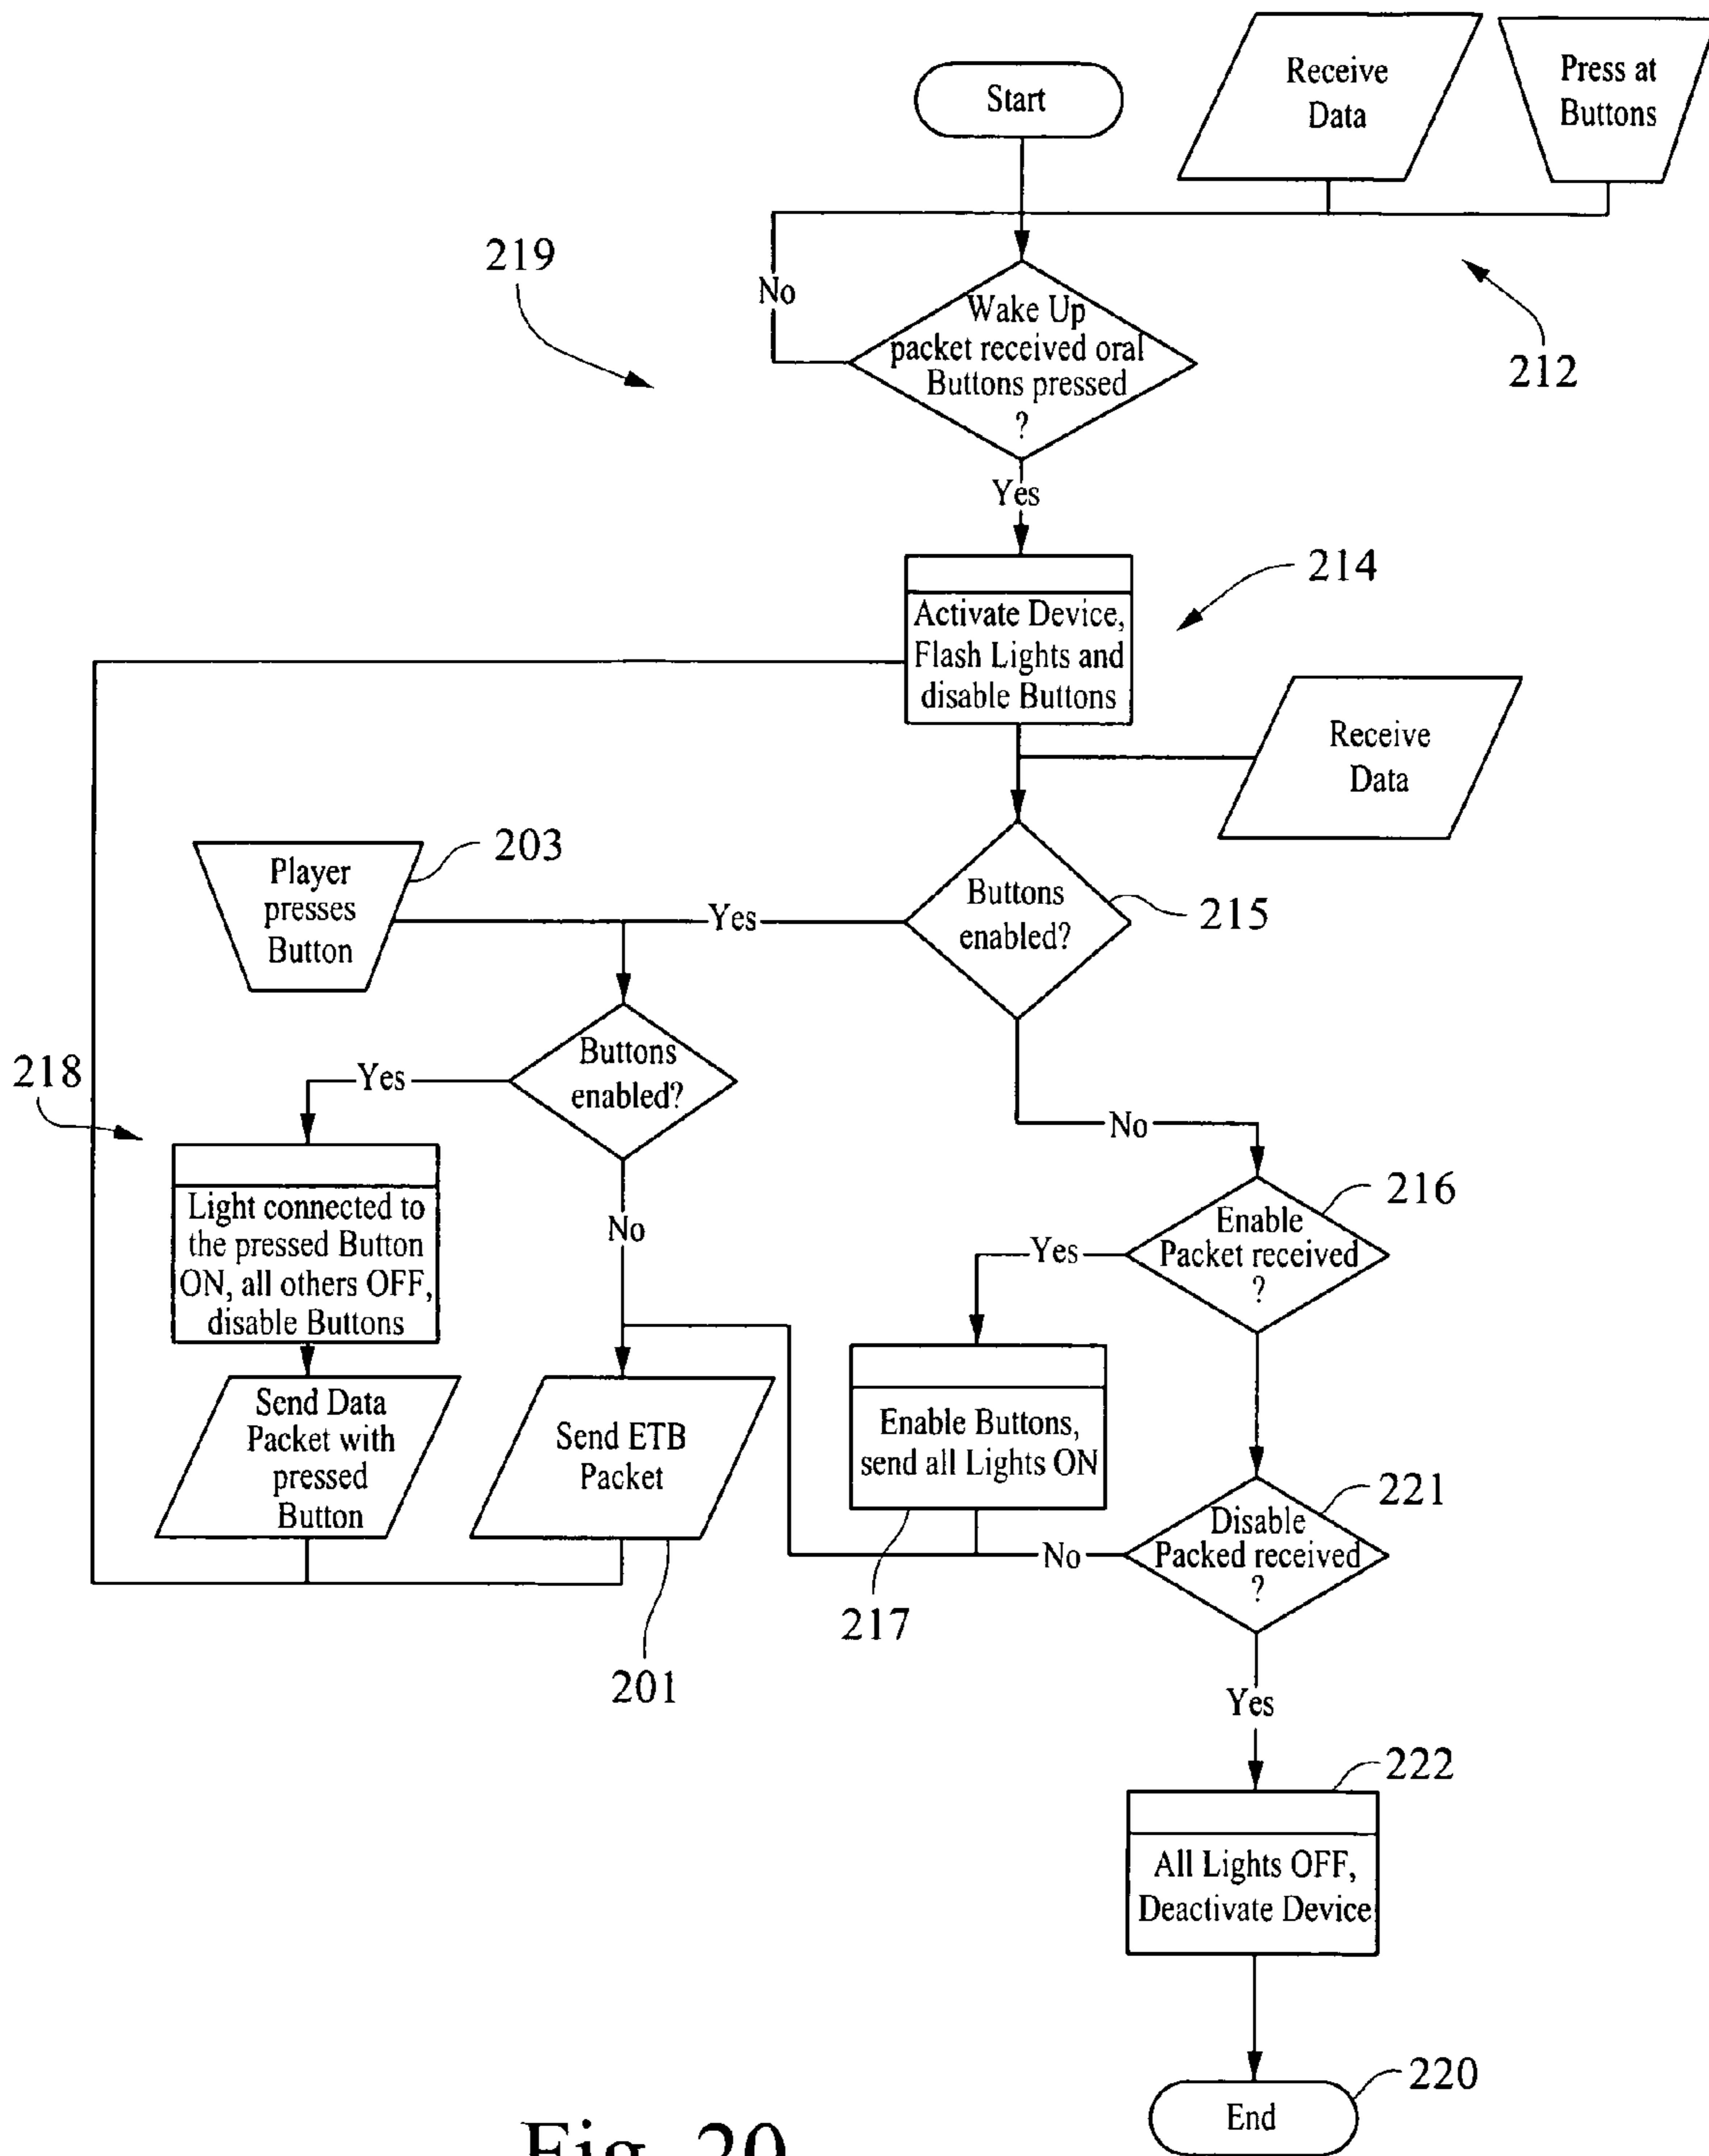 Start
Receive
Data
Press at
Buttons
219
No
Wake Up
packet received oral
Buttons pressed
?
212
Yes
214
Activate Device,
Flash Lights and
disable Buttons
Receive
Data
203
Player
presses
Button
Yes
Buttons
enabled?
215
218
Yes
Buttons
enabled?
No
No
216
Enable
Packet received
?
Yes
Light connected to
the pressed Button
ON, all others OFF,
disable Buttons
Send Data
Packet with
pressed
Button
Send ETB
Packet
Enable Buttons,
send all Lights ON
221
Disable
Packed received
?
No
217
201
Yes
222
All Lights OFF,
Deactivate Device
220
End
Fig. 20